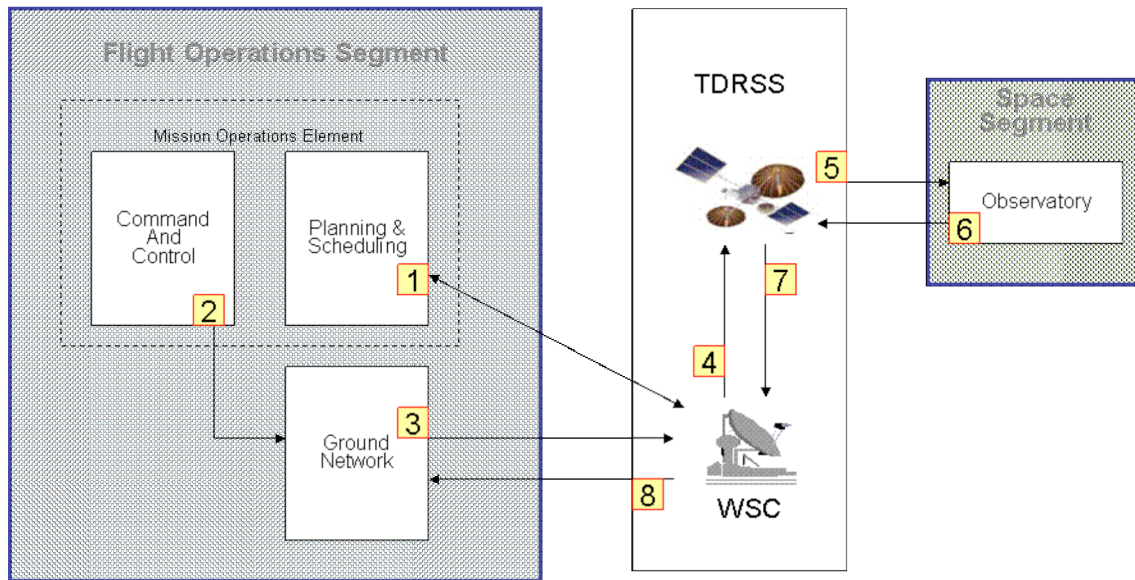 Flight Operations Segment
Mission Operations Element
Command
And
Control
2
Planning &
Scheduling
1
Ground
Network
3
TDRSS
5
4
7
WSC
8
Space
Segment
Observatory
6